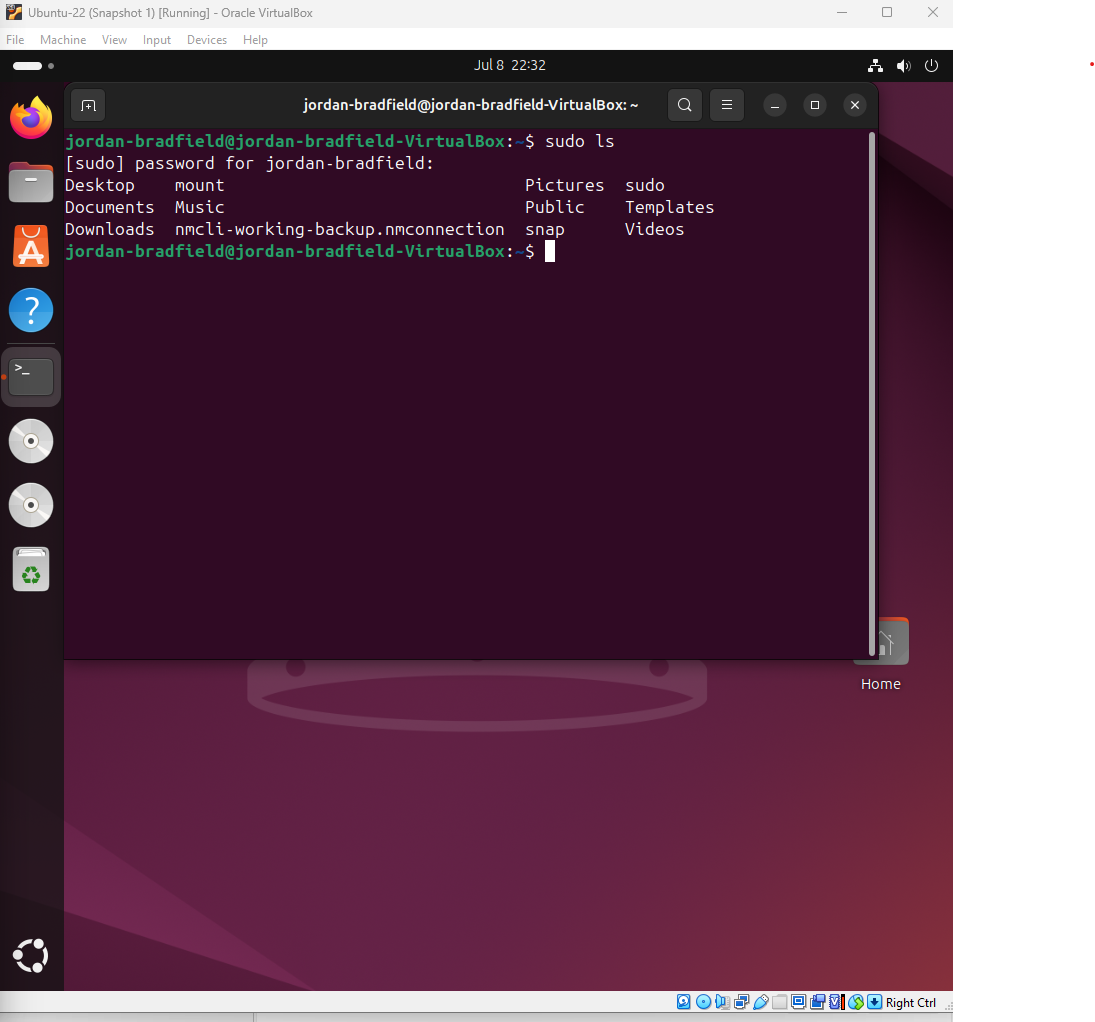 Ubuntu-22 (Snapshot 1) [Running] - Oracle VirtualBox
File Machine View Input Devices Help
Jul 8 22:32
jordan-bradfield@jordan-bradfield-VirtualBox: ~
jordan-bradfield@jordan-bradfield-VirtualBox:~$ sudo ls
[sudo] password for jordan-bradfield:
Desktop    mount                              Pictures  sudo
Documents  Music                              Public    Templates
Downloads  nmcli-working-backup.nmconnection  snap      Videos
jordan-bradfield@jordan-bradfield-VirtualBox:~$
>_
?
Home
Right Ctrl